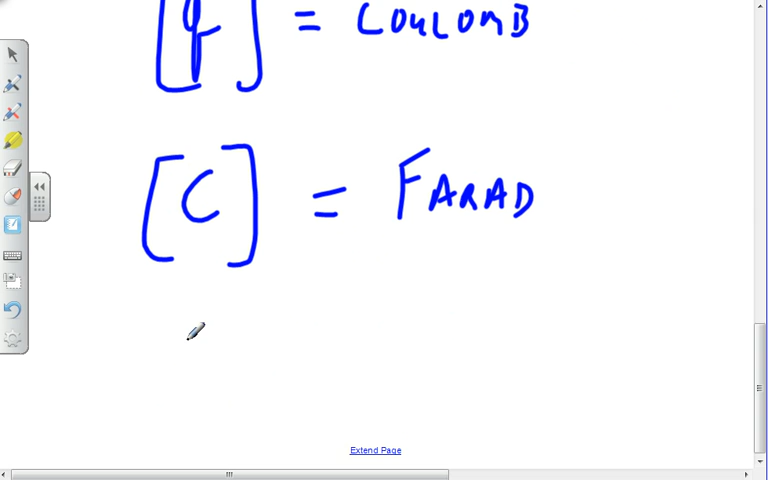 [q] = COULOMB
[C] = FARAD
Extend Page